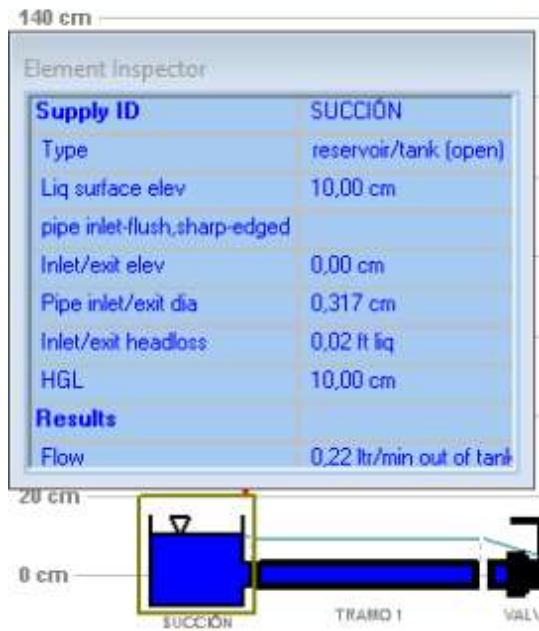 140 cm
Element Inspector
Supply ID SUCCIÓN
Type reservoir/tank (open)
Liq surface elev 10,00 cm
pipe inlet-flush,sharp-edged
Inlet/exit elev 0,00 cm
Pipe inlet/exit dia 0,317 cm
Inlet/exit headloss 0,02 ft liq
HGL 10,00 cm
Results
Flow 0,22 ltr/min out of tank
20 cm
0 cm
SUCCIÓN TRAMO 1 VALV